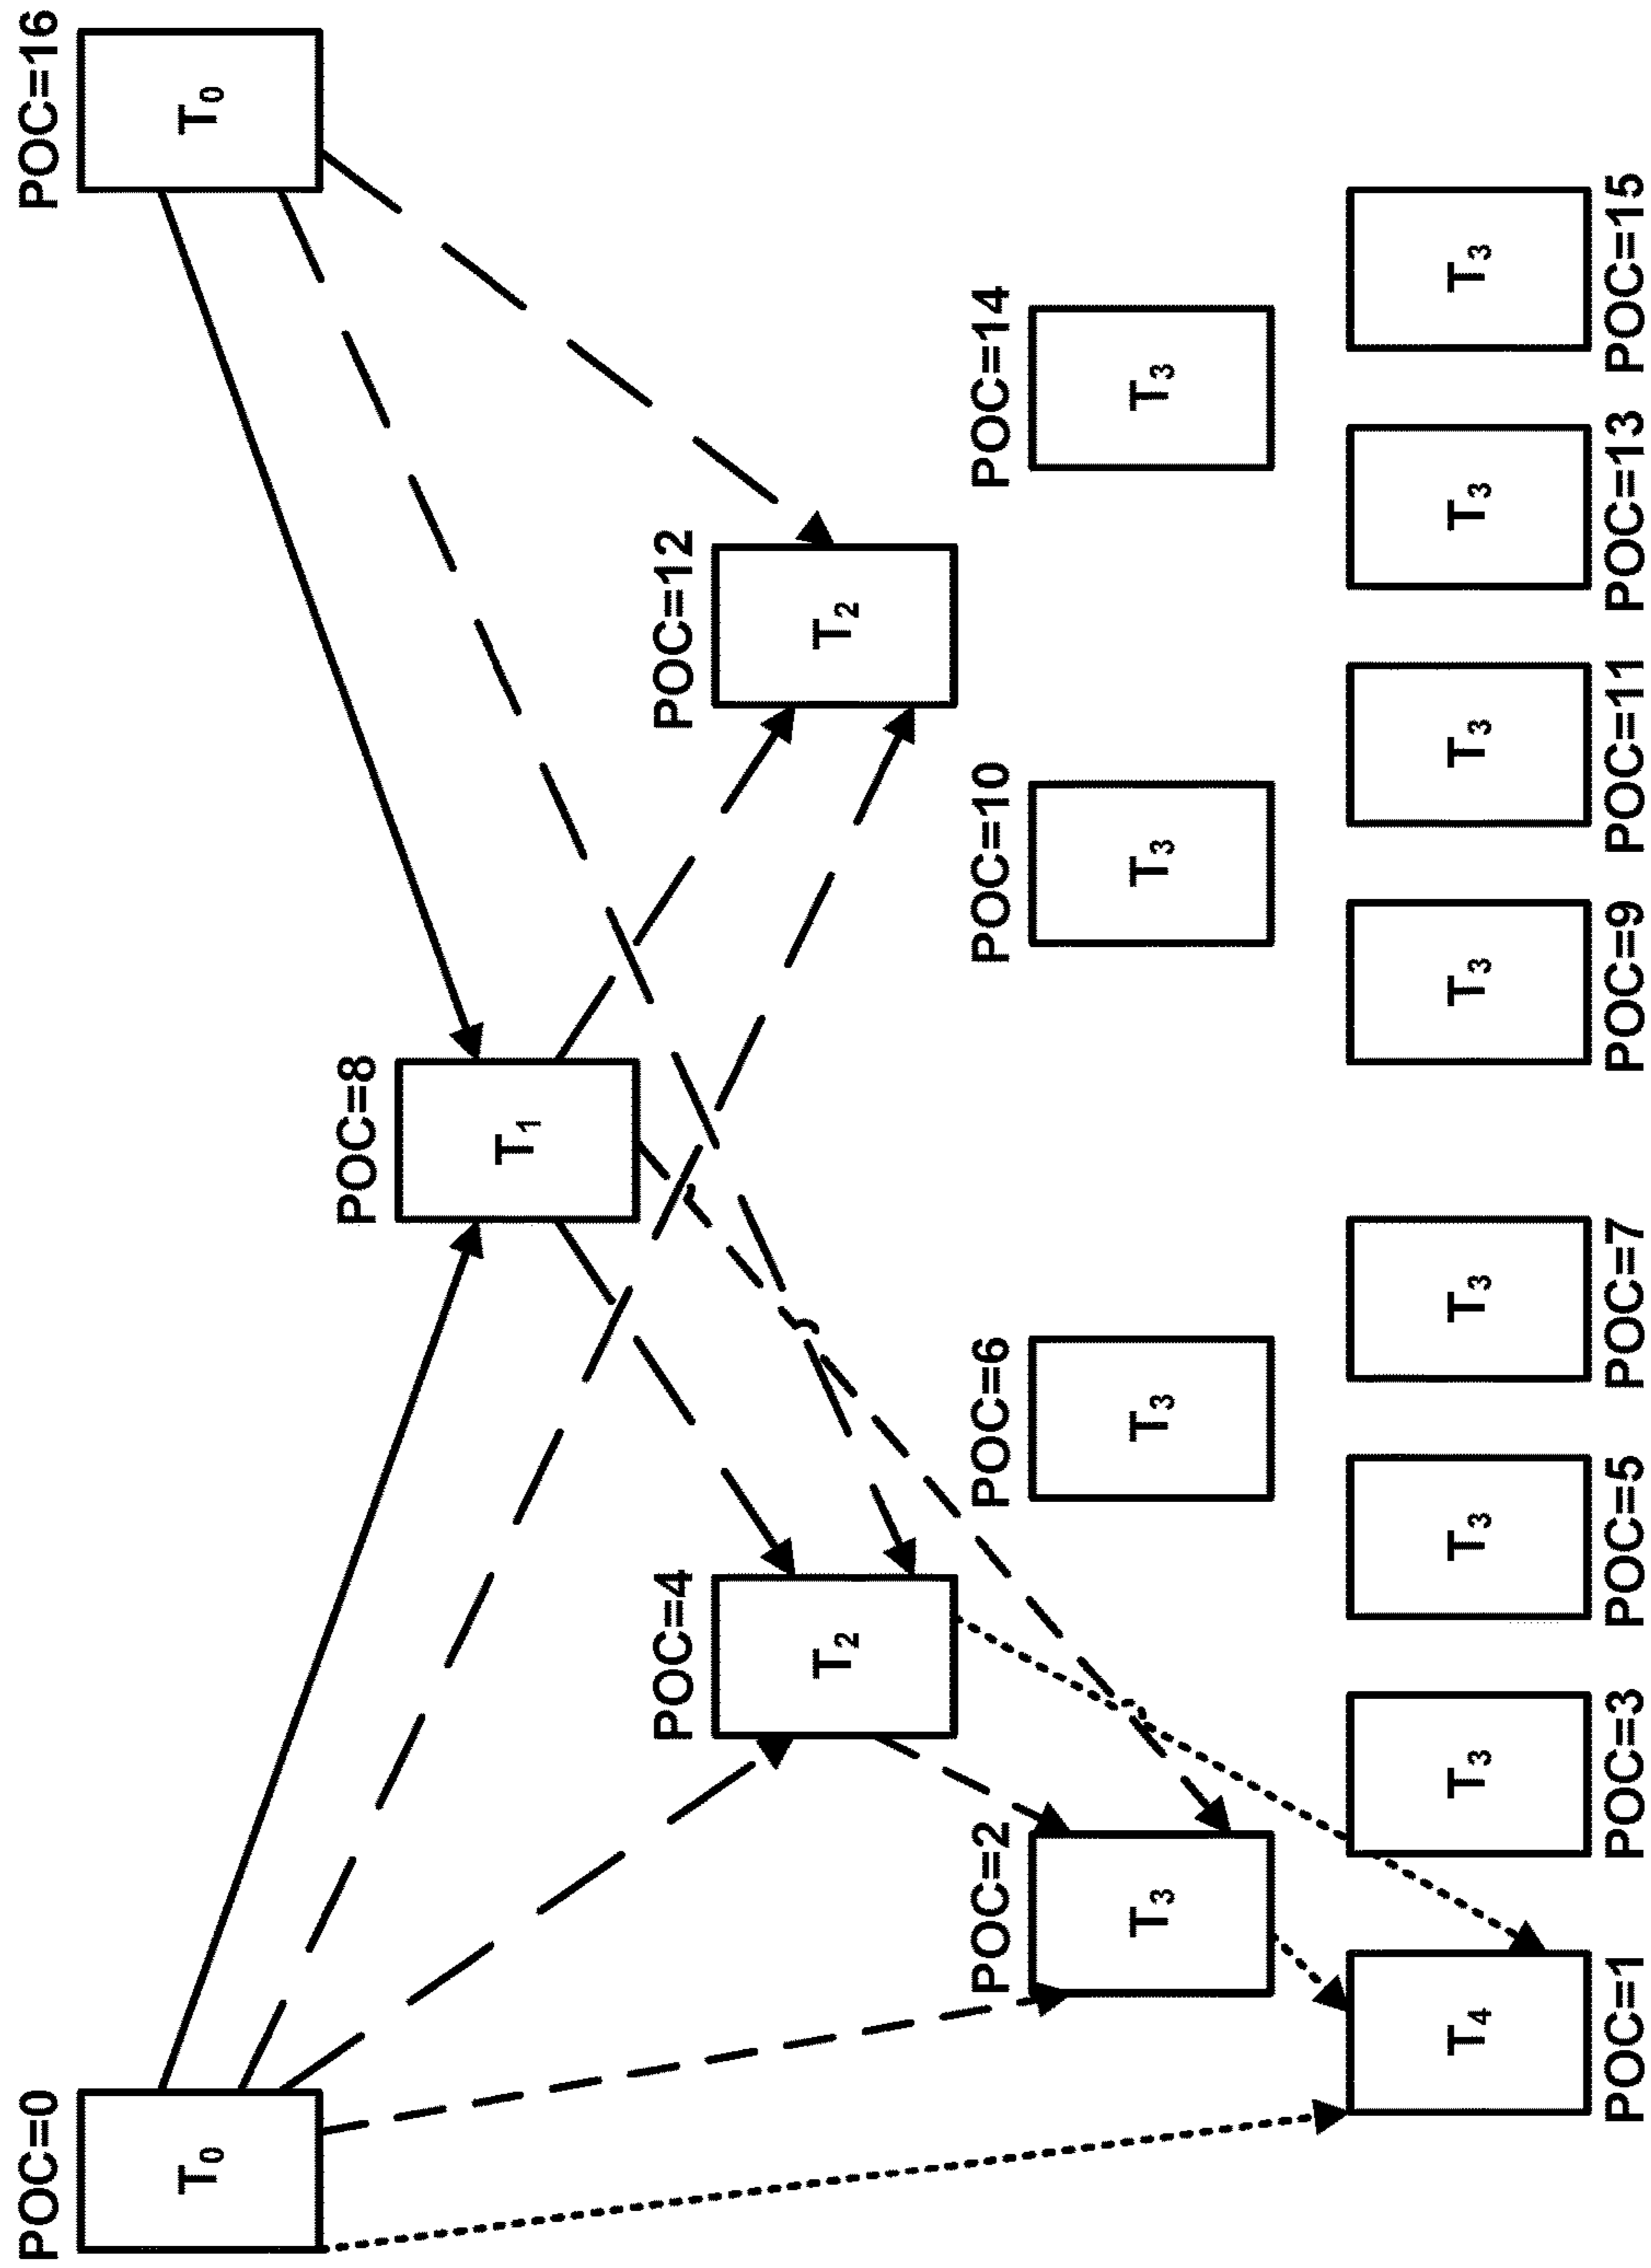 POC=0
T0
POC=16
T0
POC=8
T1
POC=4
T2
POC=12
T2
POC=2
T3
POC=6
T3
POC=10
T3
POC=14
T3
T4
POC=1
T3
POC=3
T3
POC=5
T3
POC=7
T3
POC=9
T3
POC=11
T3
POC=13
T3
POC=15